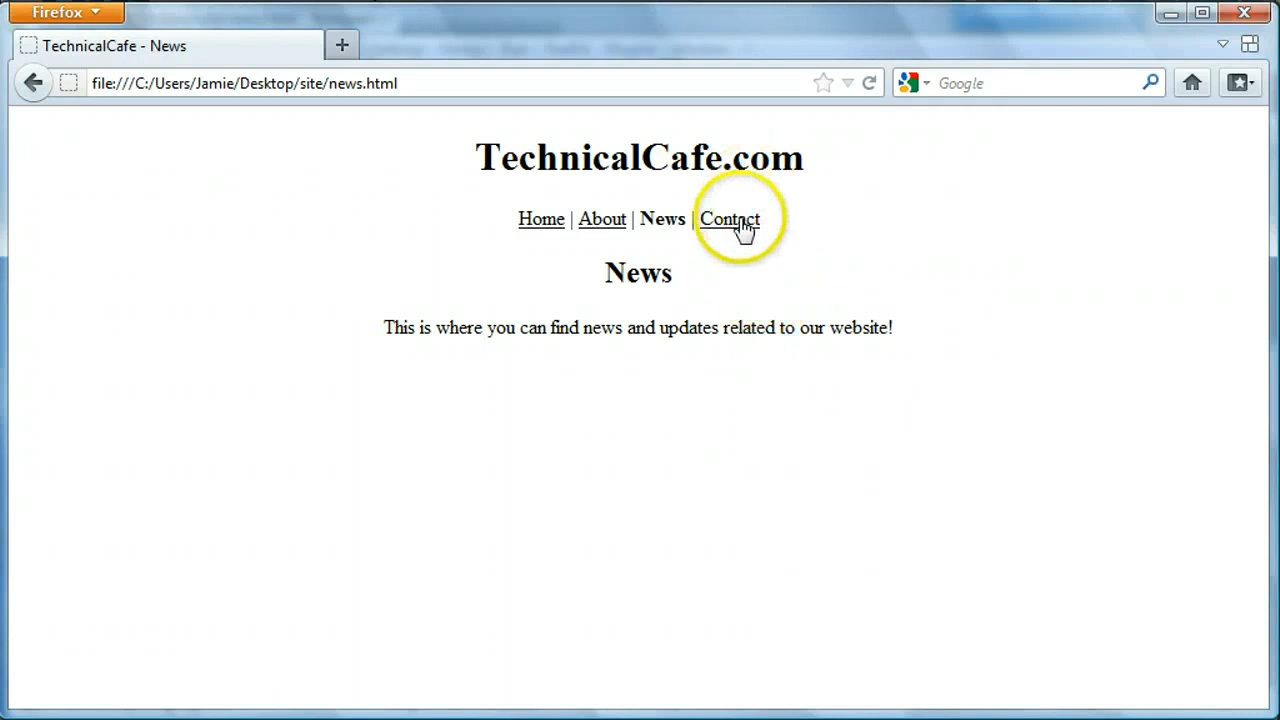 Firefox
TechnicalCafe - News
file:///C:/Users/Jamie/Desktop/site/news.html
Google
TechnicalCafe.com
Home | About | News | Contact
News
This is where you can find news and updates related to our website!